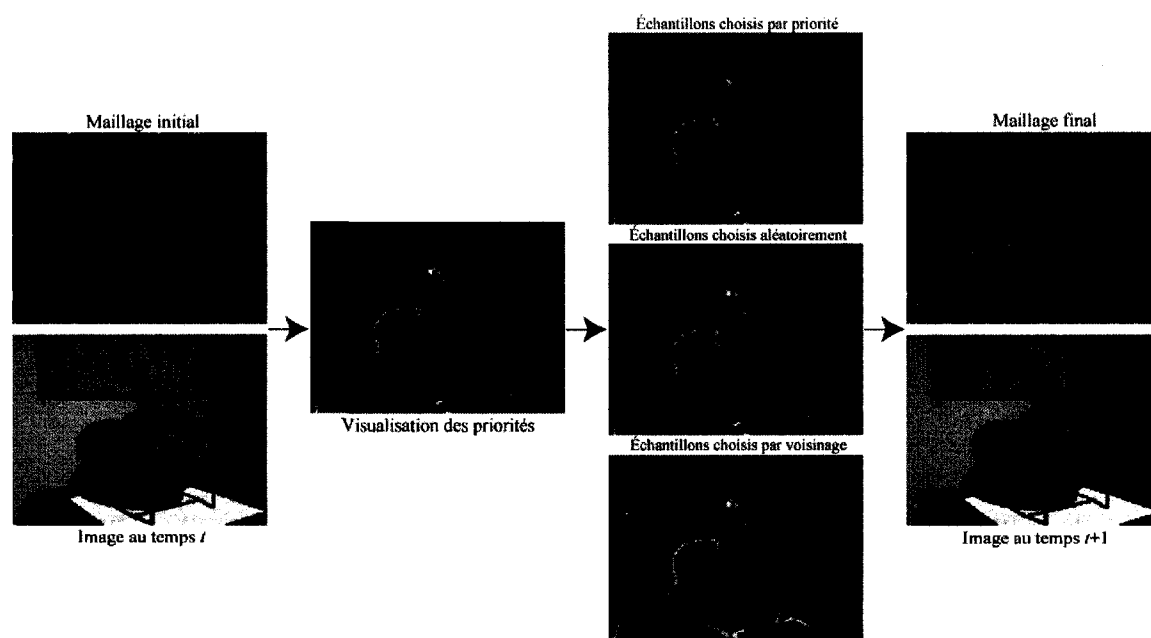 Maillage initial
Image au temps t
Visualisation des priorités
Échantillons choisis par priorité
Échantillons choisis aléatoirement
Échantillons choisis par voisinage
Maillage final
Image au temps t+1